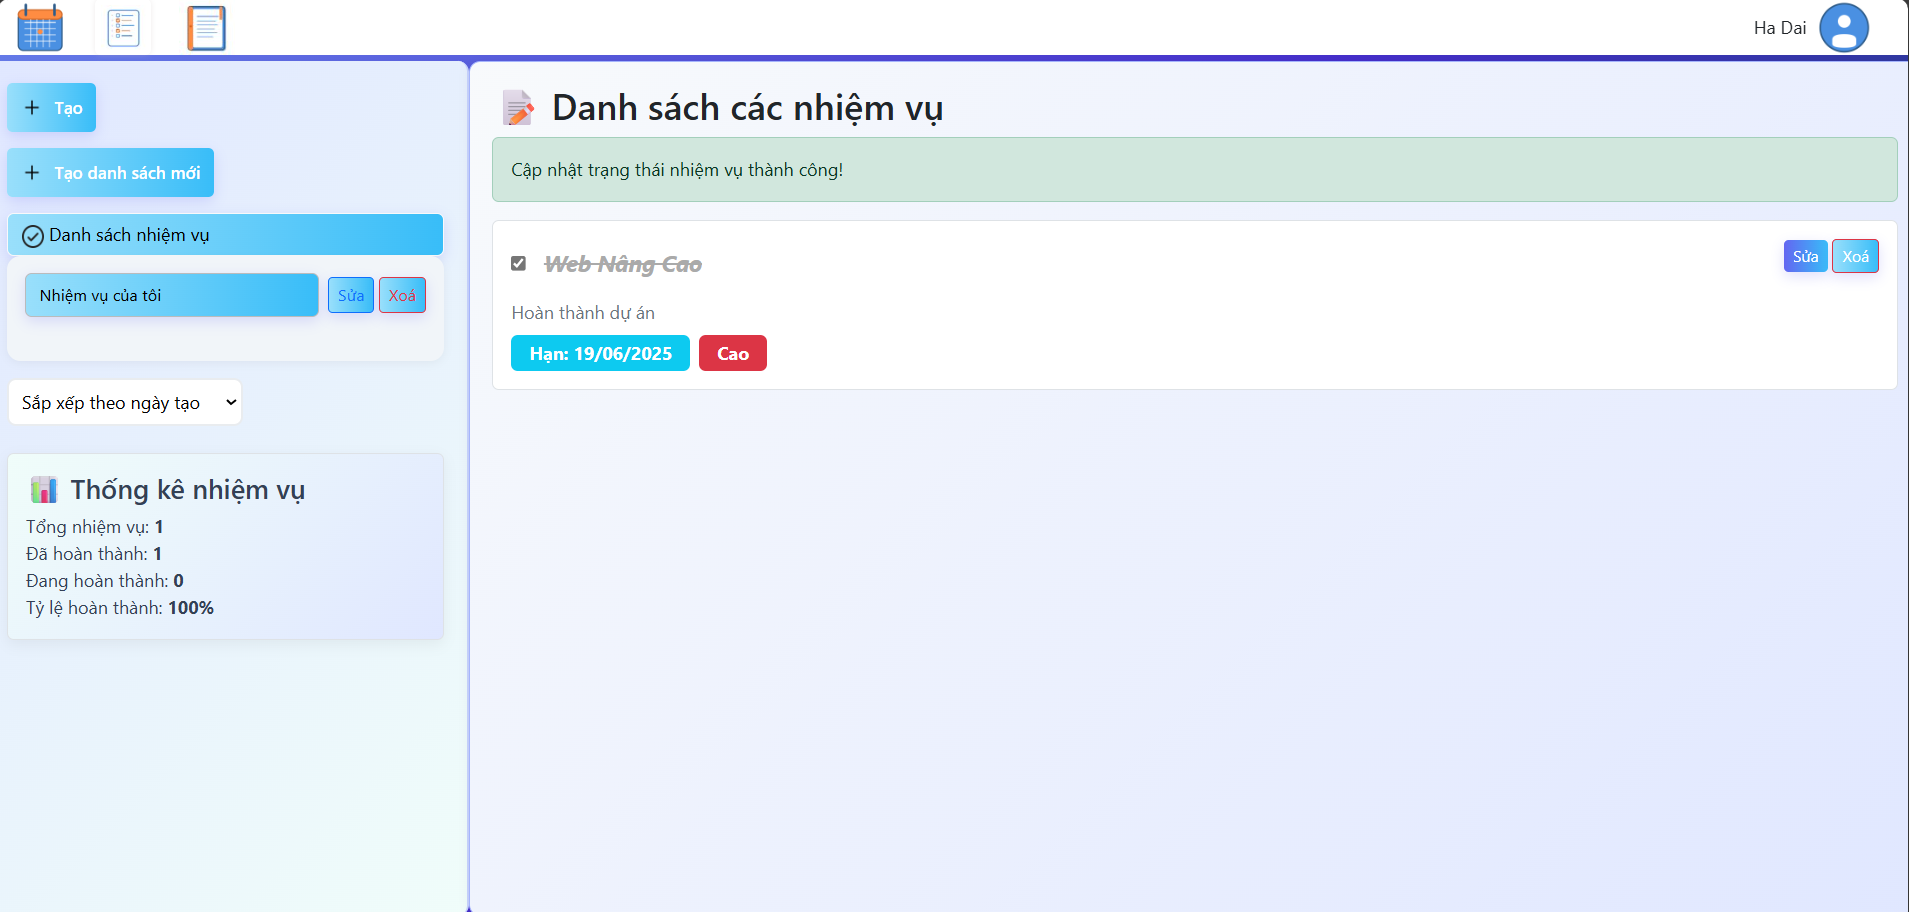 Ha Dai
Tạo
Tạo danh sách mới
Danh sách nhiệm vụ
Nhiệm vụ của tôi
Sửa
Xoá
Sắp xếp theo ngày tạo
Thống kê nhiệm vụ
Tổng nhiệm vụ: 1
Đã hoàn thành: 1
Đang hoàn thành: 0
Tỷ lệ hoàn thành: 100%
Danh sách các nhiệm vụ
Cập nhật trạng thái nhiệm vụ thành công!
Web Nâng Cao
Sửa
Xoá
Hoàn thành dự án
Hạn: 19/06/2025
Cao